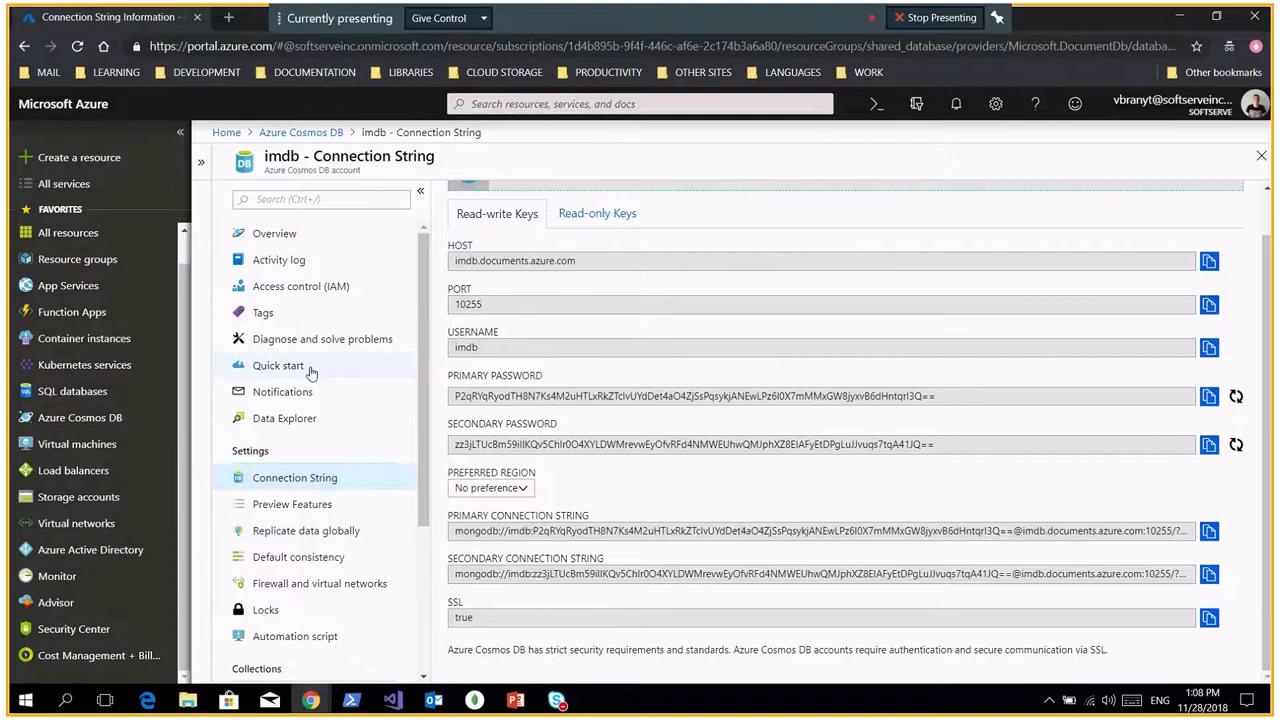 Connection String Information -
Currently presenting
Give Control
Stop Presenting
https://portal.azure.com/#@softserveinc.onmicrosoft.com/resource/subscriptions/1d4b895b-9f4f-446c-af6e-2c174b3a6a80/resourceGroups/shared_database/providers/Microsoft.DocumentDb/databa...
MAIL LEARNING DEVELOPMENT DOCUMENTATION LIBRARIES CLOUD STORAGE PRODUCTIVITY OTHER SITES LANGUAGES WORK Other bookmarks
Microsoft Azure
Search resources, services, and docs
vbranyt@softserveinc...
SOFTSERVE
Create a resource
All services
FAVORITES
All resources
Resource groups
App Services
Function Apps
Container instances
Kubernetes services
SQL databases
Azure Cosmos DB
Virtual machines
Load balancers
Storage accounts
Virtual networks
Azure Active Directory
Monitor
Advisor
Security Center
Cost Management + Bill...
Home > Azure Cosmos DB > imdb - Connection String
imdb - Connection String
Azure Cosmos DB account
Search (Ctrl+/)
Overview
Activity log
Access control (IAM)
Tags
Diagnose and solve problems
Quick start
Notifications
Data Explorer
Settings
Connection String
Preview Features
Replicate data globally
Default consistency
Firewall and virtual networks
Locks
Automation script
Collections
Read-write Keys Read-only Keys
HOST
imdb.documents.azure.com
PORT
10255
USERNAME
imdb
PRIMARY PASSWORD
SECONDARY PASSWORD
PREFERRED REGION
No preference
PRIMARY CONNECTION STRING
SECONDARY CONNECTION STRING
SSL
true
Azure Cosmos DB has strict security requirements and standards. Azure Cosmos DB accounts require authentication and secure communication via SSL.
ENG
1:08 PM
11/28/2018